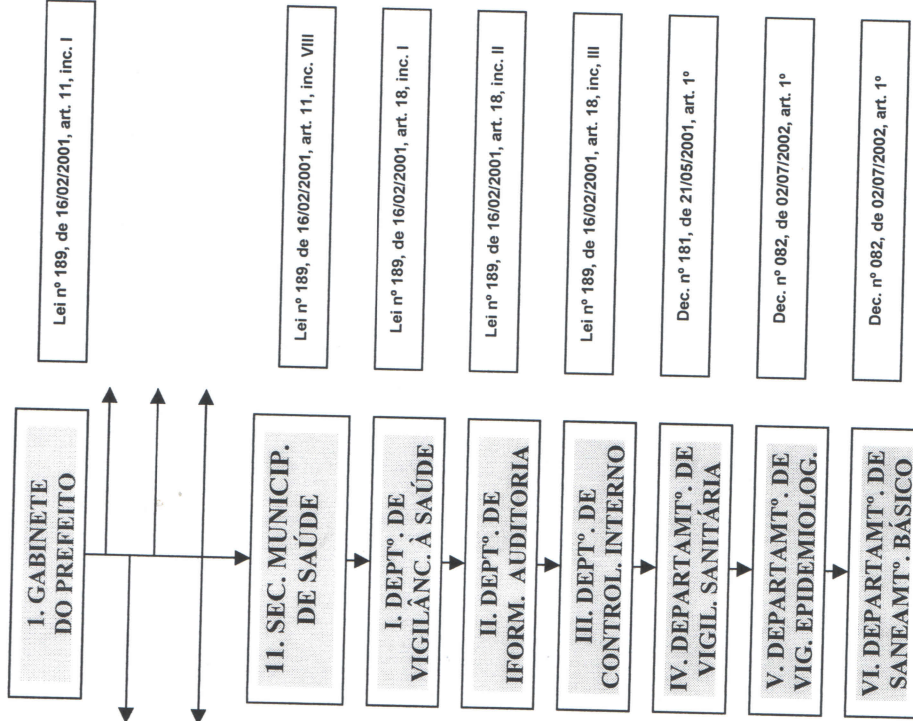 1. GABINETE
DO PREFEITO
Lei nº 189, de 16/02/2001, art. 11, inc. I
11. SEC. MUNICIP.
DE SAÚDE
Lei nº 189, de 16/02/2001, art. 11, inc. VIII
I. DEPTº. DE
VIGILÂNC. À SAÚDE
Lei nº 189, de 16/02/2001, art. 18, inc. I
II. DEPTº. DE
IFORM. AUDITORIA
Lei nº 189, de 16/02/2001, art. 18, inc. II
III. DEPTº. DE
CONTROL. INTERNO
Lei nº 189, de 16/02/2001, art. 18, inc, III
IV. DEPARTAMTº. DE
VIGIL. SANITÁRIA
Dec. nº 181, de 21/05/2001, art. 1º
V. DEPARTAMTº. DE
VIG. EPIDEMIOLOG.
Dec. nº 082, de 02/07/2002, art. 1º
VI. DEPARTAMTº. DE
SANEAMTº. BÁSICO
Dec. nº 082, de 02/07/2002, art. 1º